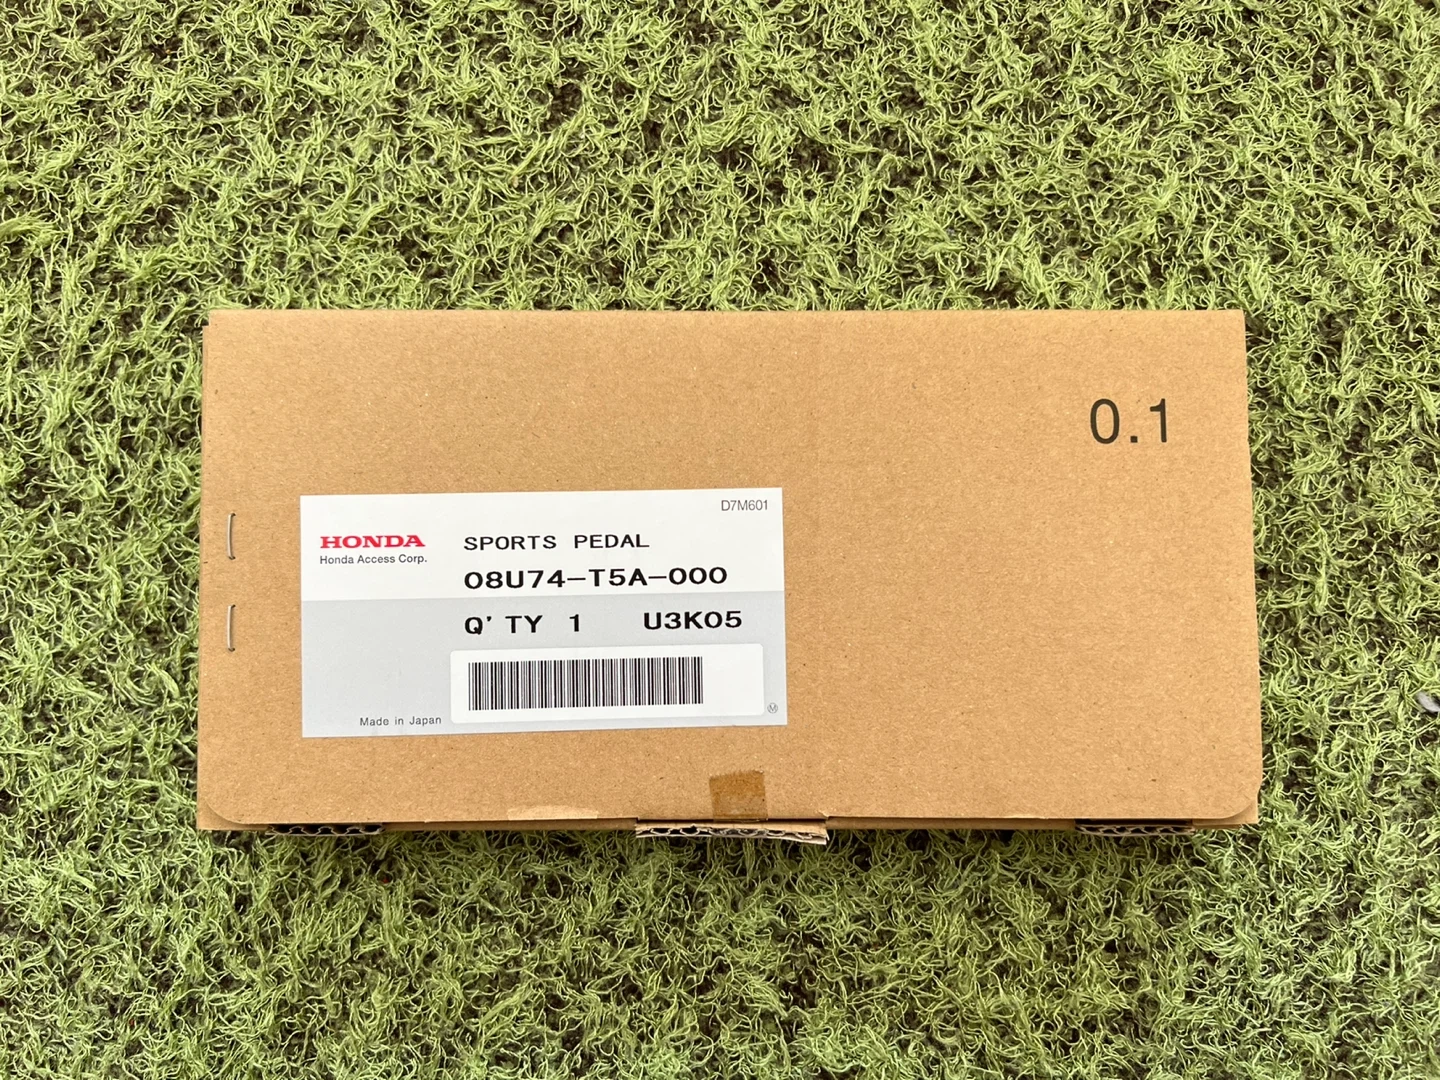 0.1
D7M601
HONDA
Honda Access Corp.
SPORTS PEDAL
08U74-T5A-000
Q'TY 1 U3K05
Made in Japan
Ⓜ